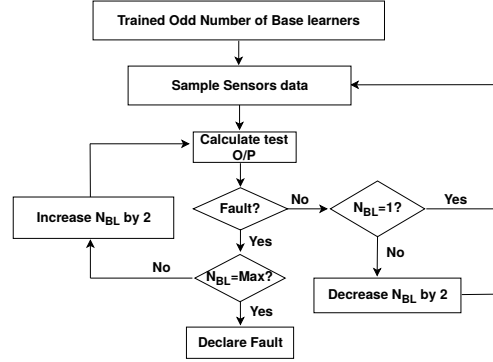 Trained Odd Number of Base learners
Sample Sensors data
Calculate test
O/P
Fault?
No
N_BL=1?
Yes
Increase N_BL by 2
Yes
No
No
N_BL=Max?
Decrease N_BL by 2
Yes
Declare Fault